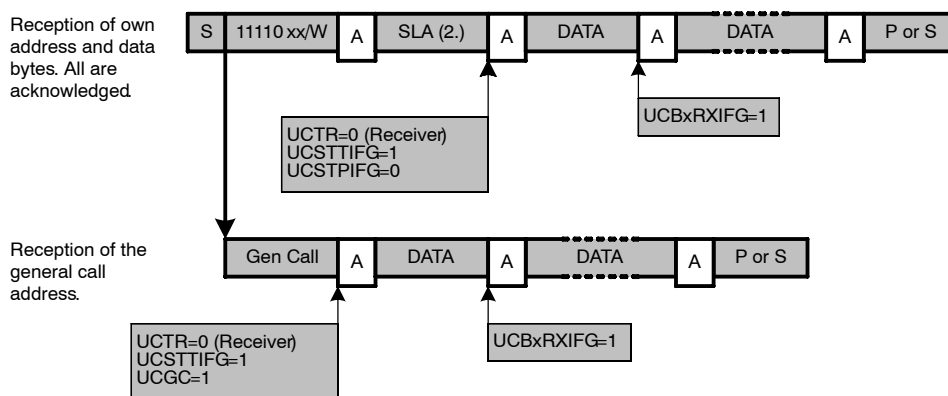 Reception of own
address and data
bytes. All are
acknowledged.
S 11110 xx/W A SLA (2.) A DATA A DATA A P or S
UCBxRXIFG=1
UCTR=0 (Receiver)
UCSTTIFG=1
UCSTPIFG=0
Reception of the
general call
address.
Gen Call A DATA A DATA A P or S
UCTR=0 (Receiver)
UCSTTIFG=1
UCGC=1
UCBxRXIFG=1